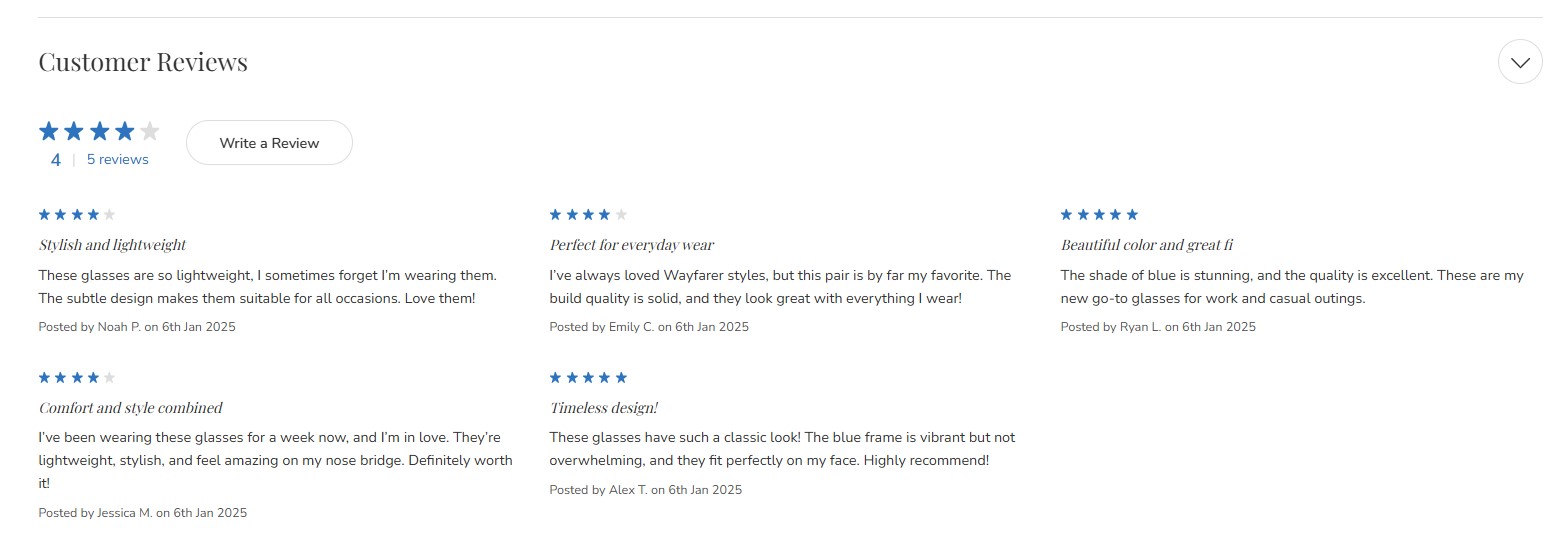 Customer Reviews
4 | 5 reviews
Write a Review
Stylish and lightweight
These glasses are so lightweight, I sometimes forget I'm wearing them.
The subtle design makes them suitable for all occasions. Love them!
Posted by Noah P. on 6th Jan 2025
Perfect for everyday wear
I've always loved Wayfarer styles, but this pair is by far my favorite. The
build quality is solid, and they look great with everything I wear!
Posted by Emily C. on 6th Jan 2025
Beautiful color and great fi
The shade of blue is stunning, and the quality is excellent. These are my
new go-to glasses for work and casual outings.
Posted by Ryan L. on 6th Jan 2025
Comfort and style combined
I've been wearing these glasses for a week now, and I'm in love. They're
lightweight, stylish, and feel amazing on my nose bridge. Definitely worth
it!
Posted by Jessica M. on 6th Jan 2025
Timeless design!
These glasses have such a classic look! The blue frame is vibrant but not
overwhelming, and they fit perfectly on my face. Highly recommend!
Posted by Alex T. on 6th Jan 2025